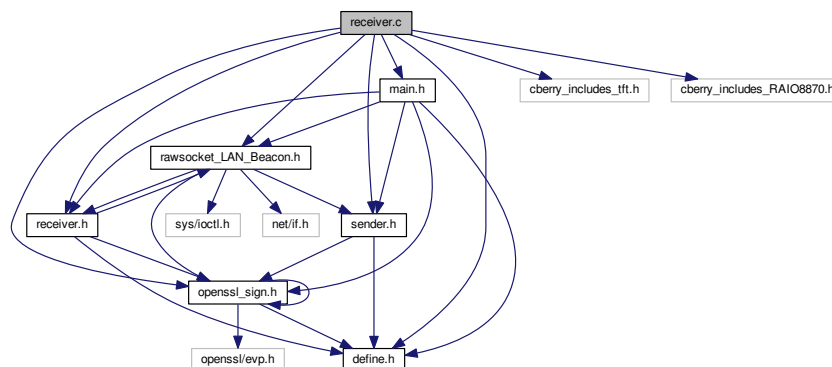 receiver.c
main.h
cberry_includes_tft.h
cberry_includes_RAIO8870.h
rawsocket_LAN_Beacon.h
receiver.h
sys/ioctl.h
net/if.h
sender.h
openssl_sign.h
openssl/evp.h
define.h